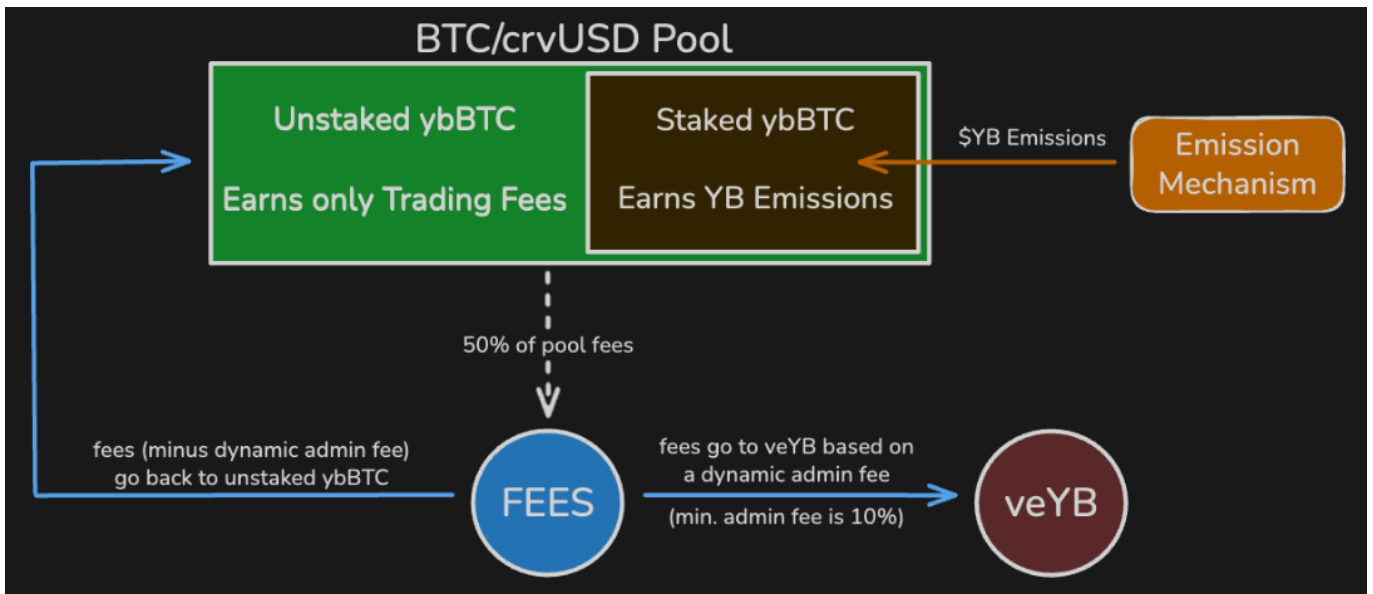 BTC/crvUSD Pool
Unstaked ybBTC
Earns only Trading Fees
Staked ybBTC
Earns YB Emissions
$YB Emissions
Emission
Mechanism
50% of pool fees
fees (minus dynamic admin fee)
go back to unstaked ybBTC
FEES
fees go to veYB based on
a dynamic admin fee
(min. admin fee is 10%)
veYB